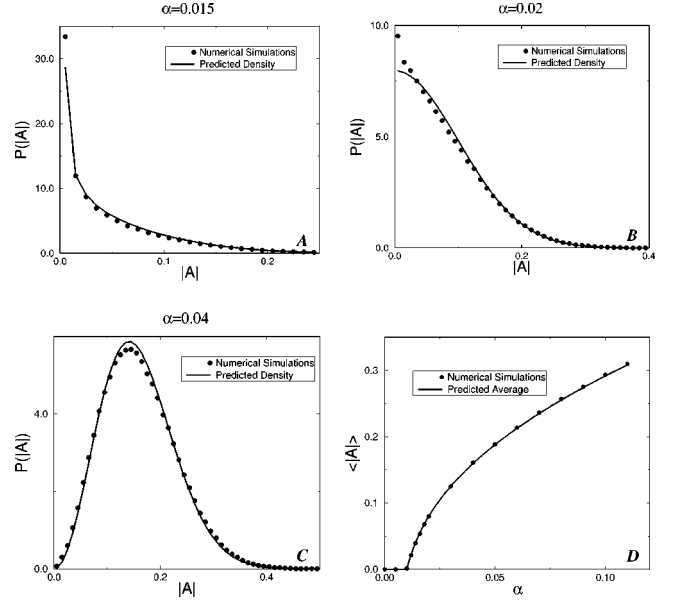 α=0.015
30.0
20.0
10.0
0.0
P(|A|)
Numerical Simulations
Predicted Density
A
0.0
0.2
|A|
α=0.02
10.0
5.0
0.0
P(|A|)
Numerical Simulations
Predicted Density
B
0.0
0.2
0.4
|A|
α=0.04
4.0
0.0
P(|A|)
Numerical Simulations
Predicted Density
C
0.0
0.2
0.4
|A|
0.3
0.2
0.1
0.0
<|A|>
Numerical Simulations
Predicted Average
D
0.00
0.05
0.10
α